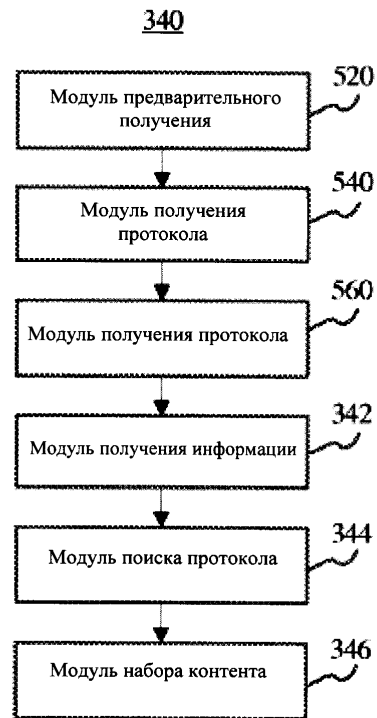 340
Модуль предварительного
получения
520
Модуль получения
протокола
540
Модуль получения протокола
560
Модуль получения информации
342
Модуль поиска протокола
344
Модуль набора контента
346